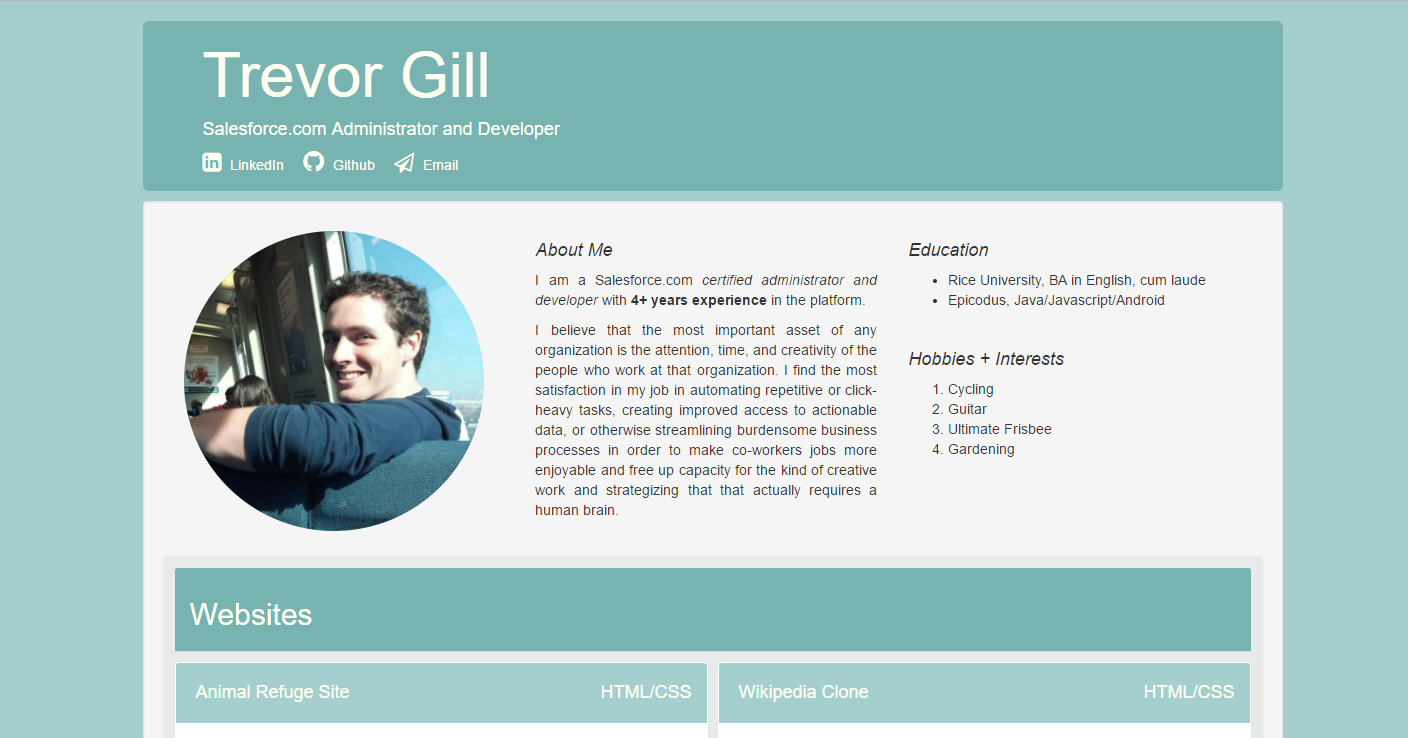 Trevor Gill
Salesforce.com Administrator and Developer
LinkedIn Github Email
About Me
I am a Salesforce.com certified administrator and
developer with 4+ years experience in the platform.
I believe that the most important asset of any
organization is the attention, time, and creativity of the
people who work at that organization. I find the most
satisfaction in my job in automating repetitive or click-
heavy tasks, creating improved access to actionable
data, or otherwise streamlining burdensome business
processes in order to make co-workers jobs more
enjoyable and free up capacity for the kind of creative
work and strategizing that that actually requires a
human brain.
Education
• Rice University, BA in English, cum laude
• Epicodus, Java/Javascript/Android
Hobbies + Interests
1. Cycling
2. Guitar
3. Ultimate Frisbee
4. Gardening
Websites
Animal Refuge Site HTML/CSS
Wikipedia Clone HTML/CSS